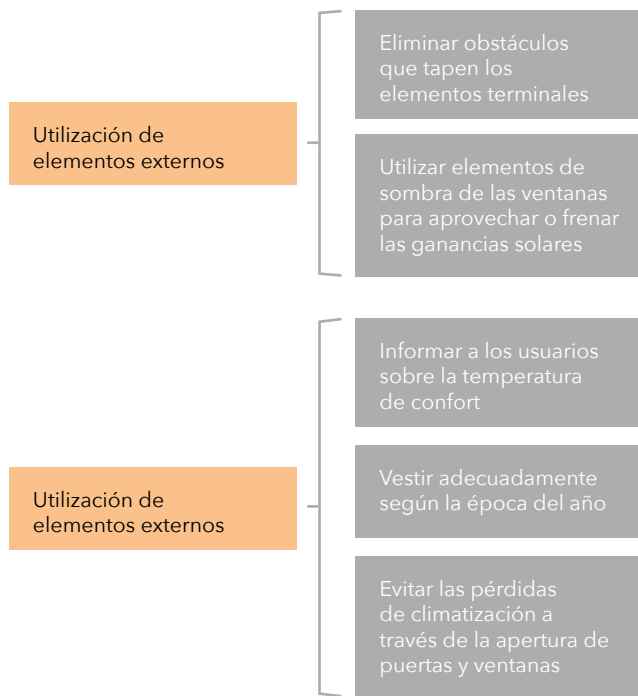 Utilización de
elementos externos
Eliminar obstáculos
que tapen los
elementos terminales
Utilizar elementos de
sombra de las ventanas
para aprovechar o frenar
las ganancias solares
Utilización de
elementos externos
Informar a los usuarios
sobre la temperatura
de confort
Vestir adecuadamente
según la época del año
Evitar las pérdidas
de climatización a
través de la apertura de
puertas y ventanas